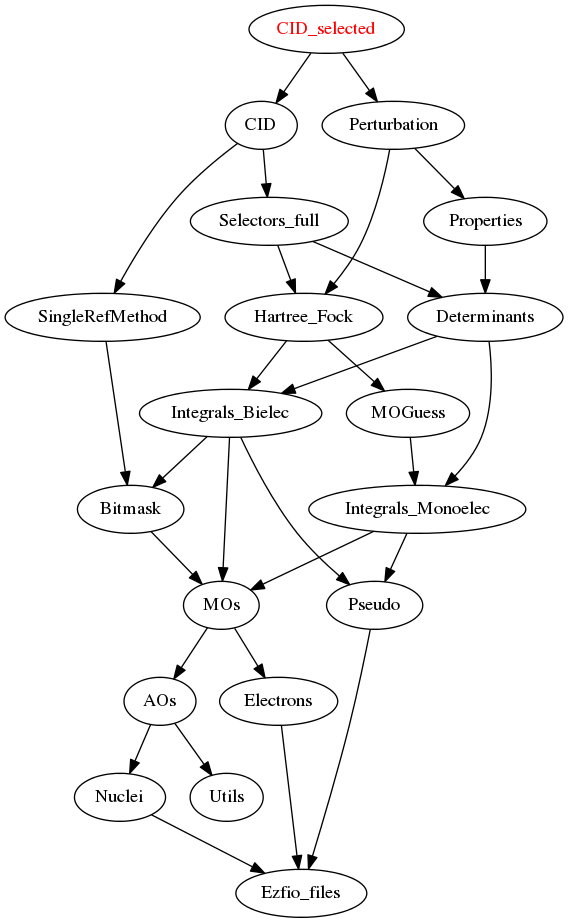 CID_selected
CID
Perturbation
Selectors_full
Properties
SingleRefMethod
Hartree_Fock
Determinants
Integrals_Bielec
MOGuess
Bitmask
Integrals_Monoelec
MOs
Pseudo
AOs
Electrons
Nuclei
Utils
Ezfio_files